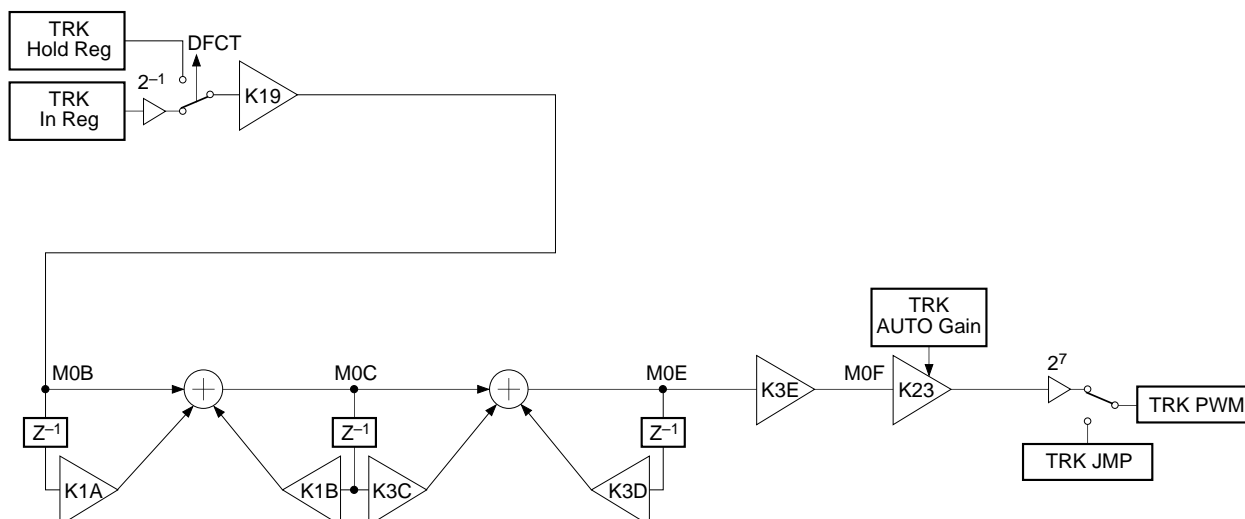 TRK
Hold Reg
DFCT
2⁻¹
TRK
In Reg
K19
TRK
AUTO Gain
M0B
M0C
M0E
K3E
M0F
K23
2⁷
TRK PWM
Z⁻¹
Z⁻¹
Z⁻¹
TRK JMP
K1A
K1B
K3C
K3D